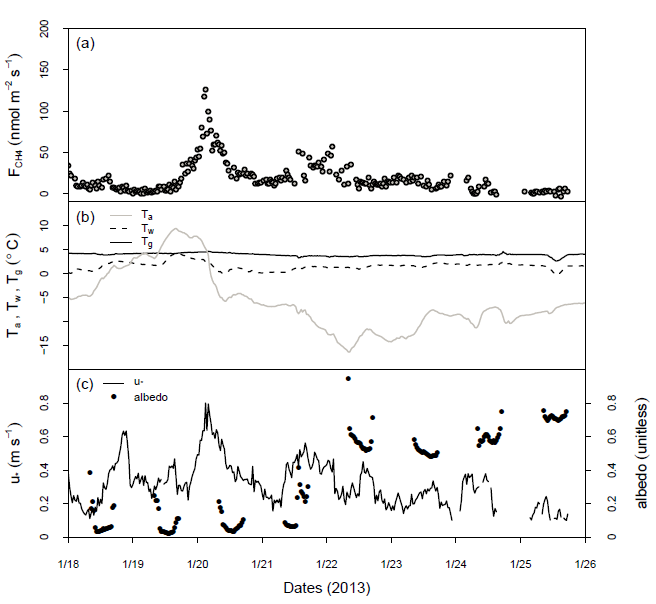 (a)
200
150
100
50
0
F_CH4 (nmol m⁻² s⁻¹)
(b)
T_a
T_w
T_g
10
5
0
−5
−15
T_a , T_w , T_g (° C)
(c)
u*
albedo
0.8
0.6
0.4
0.2
0
u* (m s⁻¹)
0.8
0.6
0.4
0.2
0
albedo (unitless)
1/18 1/19 1/20 1/21 1/22 1/23 1/24 1/25 1/26
Dates (2013)